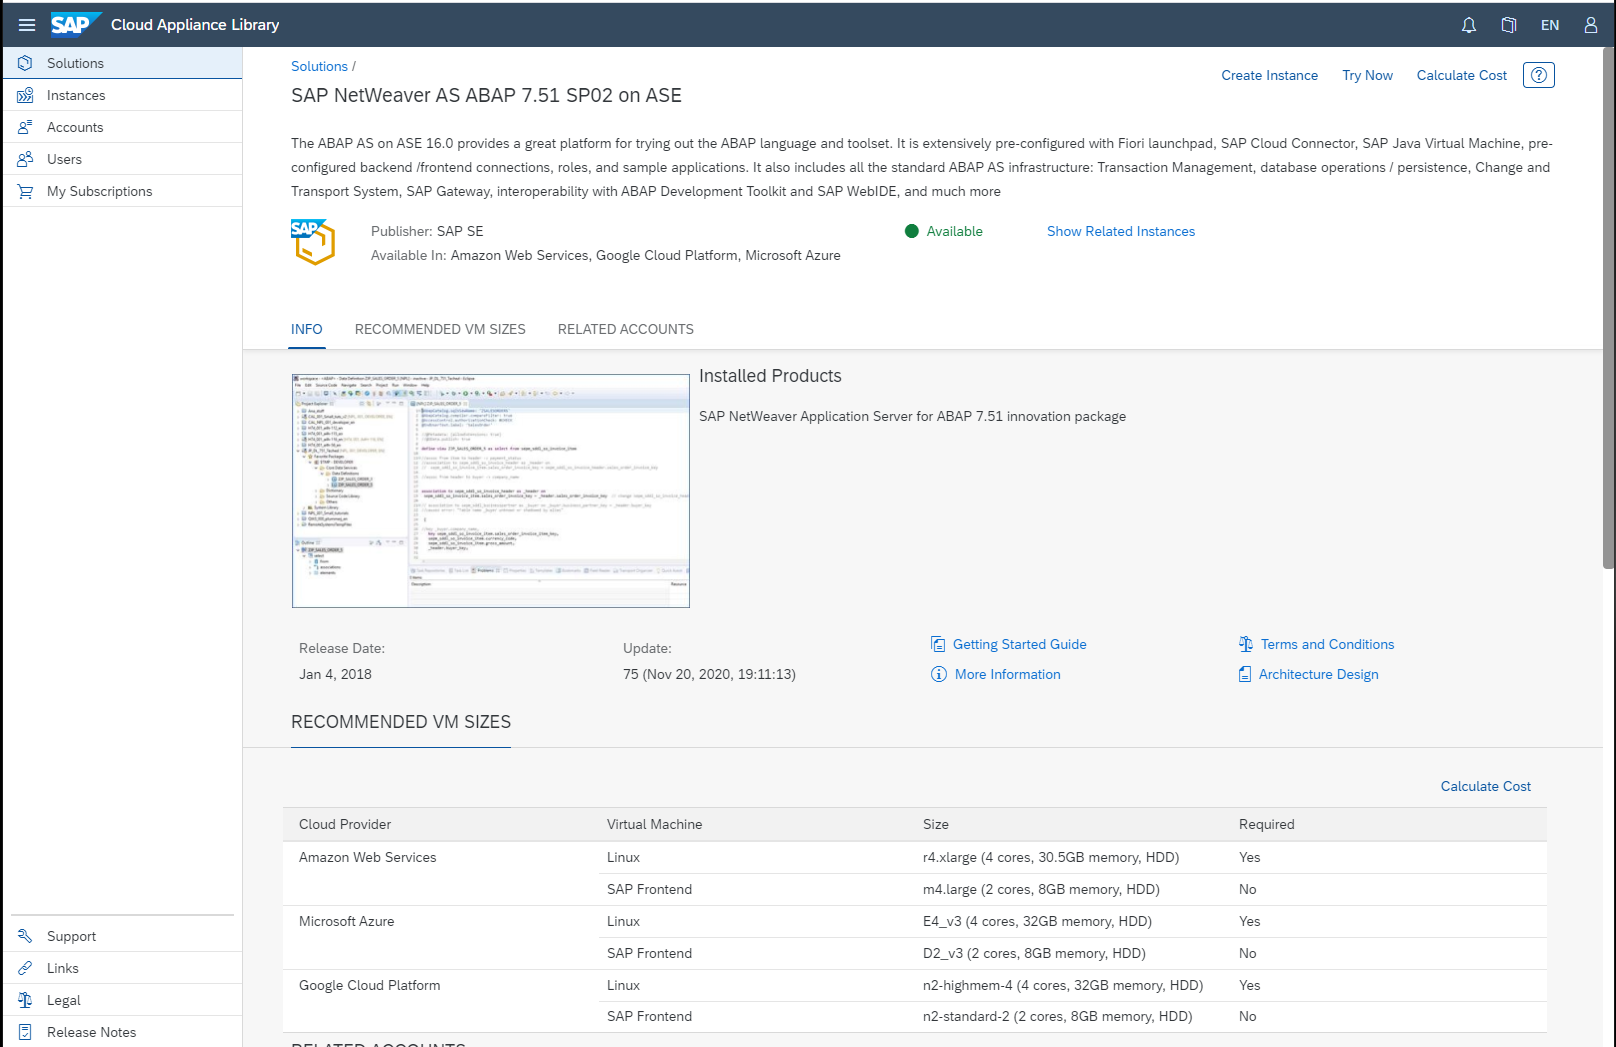 SAP Cloud Appliance Library
EN
Solutions
Instances
Accounts
Users
My Subscriptions
Solutions /
SAP NetWeaver AS ABAP 7.51 SP02 on ASE
Create Instance Try Now Calculate Cost ?
The ABAP AS on ASE 16.0 provides a great platform for trying out the ABAP language and toolset. It is extensively pre-configured with Fiori launchpad, SAP Cloud Connector, SAP Java Virtual Machine, pre-
configured backend /frontend connections, roles, and sample applications. It also includes all the standard ABAP AS infrastructure: Transaction Management, database operations / persistence, Change and
Transport System, SAP Gateway, interoperability with ABAP Development Toolkit and SAP WebIDE, and much more
SAP
Publisher: SAP SE
Available
Show Related Instances
Available In: Amazon Web Services, Google Cloud Platform, Microsoft Azure
INFO RECOMMENDED VM SIZES RELATED ACCOUNTS
Installed Products
SAP NetWeaver Application Server for ABAP 7.51 innovation package
Release Date:
Jan 4, 2018
Update:
75 (Nov 20, 2020, 19:11:13)
Getting Started Guide
More Information
Terms and Conditions
Architecture Design
RECOMMENDED VM SIZES
Calculate Cost
Cloud Provider Virtual Machine Size Required
Amazon Web Services Linux r4.xlarge (4 cores, 30.5GB memory, HDD) Yes
SAP Frontend m4.large (2 cores, 8GB memory, HDD) No
Microsoft Azure Linux E4_v3 (4 cores, 32GB memory, HDD) Yes
SAP Frontend D2_v3 (2 cores, 8GB memory, HDD) No
Google Cloud Platform Linux n2-highmem-4 (4 cores, 32GB memory, HDD) Yes
SAP Frontend n2-standard-2 (2 cores, 8GB memory, HDD) No
RELATED ACCOUNTS
Support
Links
Legal
Release Notes